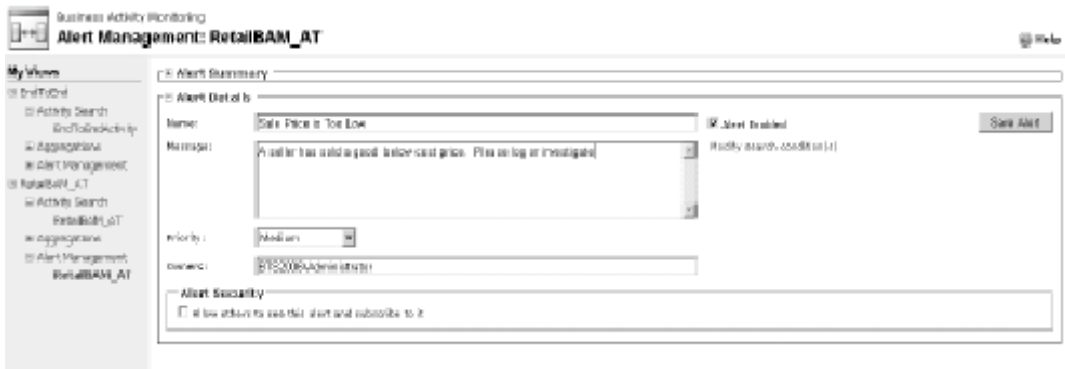 Business Activity Monitoring
Alert Management: RetailBAM_AT
Help
My Views
EndToEnd
Activity Search
EndToEndActivity
Aggregations
Alert Management
RetailBAM_AT
Activity Search
RetailBAM_AT
Aggregations
Alert Management
RetailBAM_AT
Alert Summary
Alert Details
Name:
Sale Price is Too Low
Alert Enabled
Save Alert
Message:
A seller has sold a good below cost price. Please log or investigate
Modify search condition(s)
Priority:
Medium
Owners:
Alert Security
Allow others to see this alert and subscribe to it